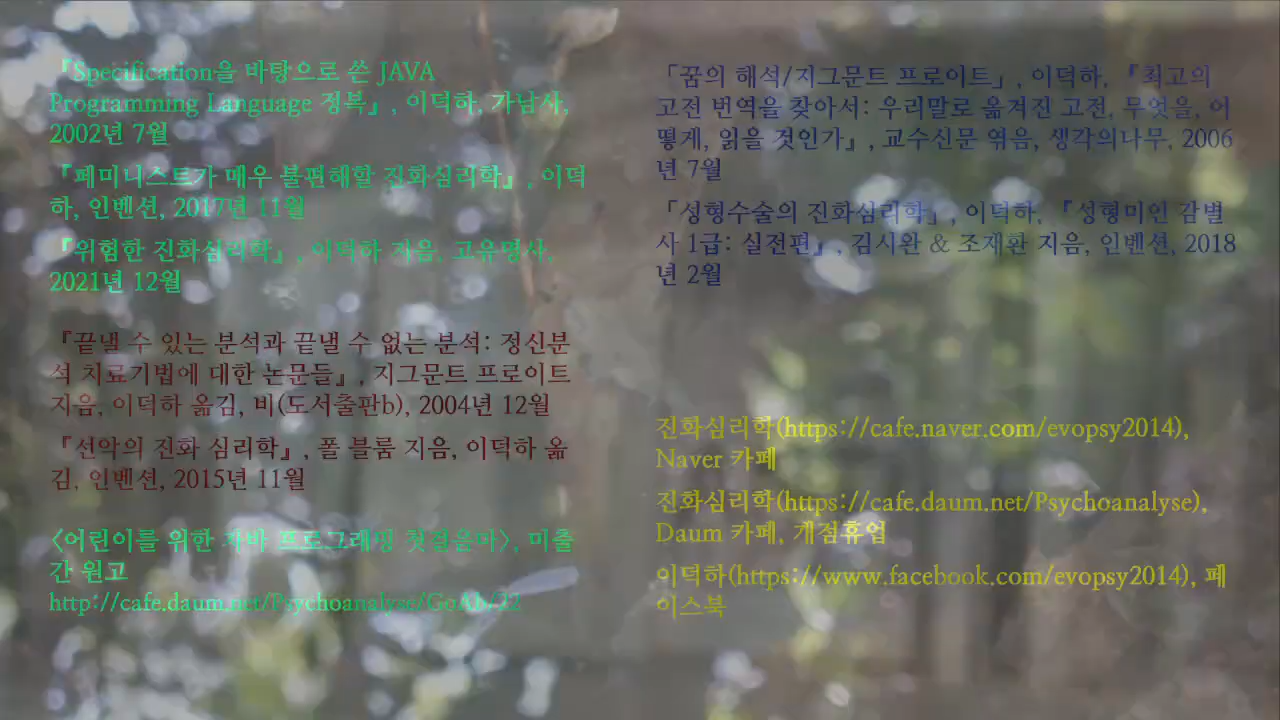 『Specification을 바탕으로 쓴 JAVA
Programming Language 정복』, 이덕하, 가남사,
2002년 7월
『페미니스트가 매우 불편해할 진화심리학』, 이덕
하, 인벤션, 2017년 11월
『위험한 진화심리학』, 이덕하 지음, 고유명사,
2021년 12월
『끝낼 수 있는 분석과 끝낼 수 없는 분석: 정신분
석 치료기법에 대한 논문들』, 지그문트 프로이트
지음, 이덕하 옮김, 비(도서출판b), 2004년 12월
『선악의 진화 심리학』, 폴 블룸 지음, 이덕하 옮
김, 인벤션, 2015년 11월
〈어린이를 위한 자바 프로그래밍 첫걸음마〉, 미출
간 원고
http://cafe.daum.net/Psychoanalyse/GoAh/22
「꿈의 해석/지그문트 프로이트」, 이덕하, 『최고의
고전 번역을 찾아서: 우리말로 옮겨진 고전, 무엇을, 어
떻게, 읽을 것인가』, 교수신문 엮음, 생각의나무, 2006
년 7월
「성형수술의 진화심리학」, 이덕하, 『성형미인 감별
사 1급: 실전편』, 김시완 & 조재환 지음, 인벤션, 2018
년 2월
진화심리학(https://cafe.naver.com/evopsy2014),
Naver 카페
진화심리학(https://cafe.daum.net/Psychoanalyse),
Daum 카페, 개점휴업
이덕하(https://www.facebook.com/evopsy2014), 페
이스북